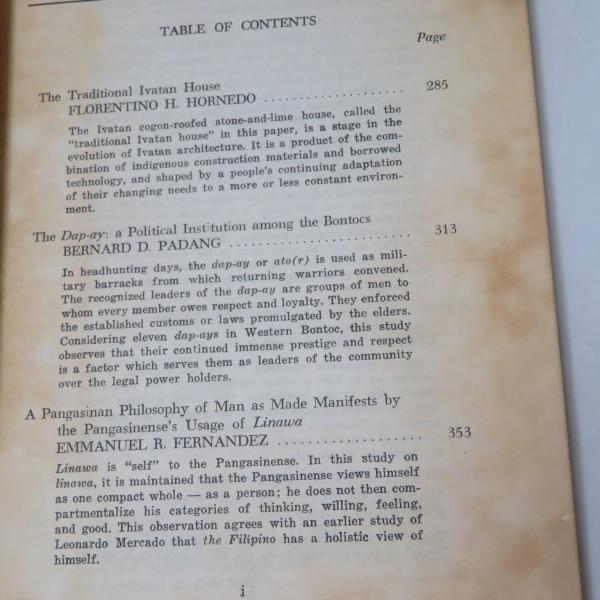 TABLE OF CONTENTS
Page
The Traditional Ivatan House
FLORENTINO H. HORNEDO .................... 285
The Ivatan cogon-roofed stone-and-lime house, called the
"traditional Ivatan house" in this paper, is a stage in the
evolution of Ivatan architecture. It is a product of the com-
bination of indigenous construction materials and borrowed
technology, and shaped by a people's continuing adaptation
of their changing needs to a more or less constant environ-
ment.
The Dap-ay: a Political Institution among the Bontocs
BERNARD D. PADANG ........................ 313
In headhunting days, the dap-ay or ato(r) is used as mili-
tary barracks from which returning warriors convened.
The recognized leaders of the dap-ay are groups of men to
whom every member owes respect and loyalty. They enforced
the established customs or laws promulgated by the elders.
Considering eleven dap-ays in Western Bontoc, this study
observes that their continued immense prestige and respect
is a factor which serves them as leaders of the community
over the legal power holders.
A Pangasinan Philosophy of Man as Made Manifests by
the Pangasinense's Usage of Linawa
EMMANUEL R. FERNANDEZ .................... 353
Linawa is "self" to the Pangasinense. In this study on
linawa, it is maintained that the Pangasinense views himself
as one compact whole — as a person; he does not then com-
partmentalize his categories of thinking, willing, feeling,
and good. This observation agrees with an earlier study of
Leonardo Mercado that the Filipino has a holistic view of
himself.
i